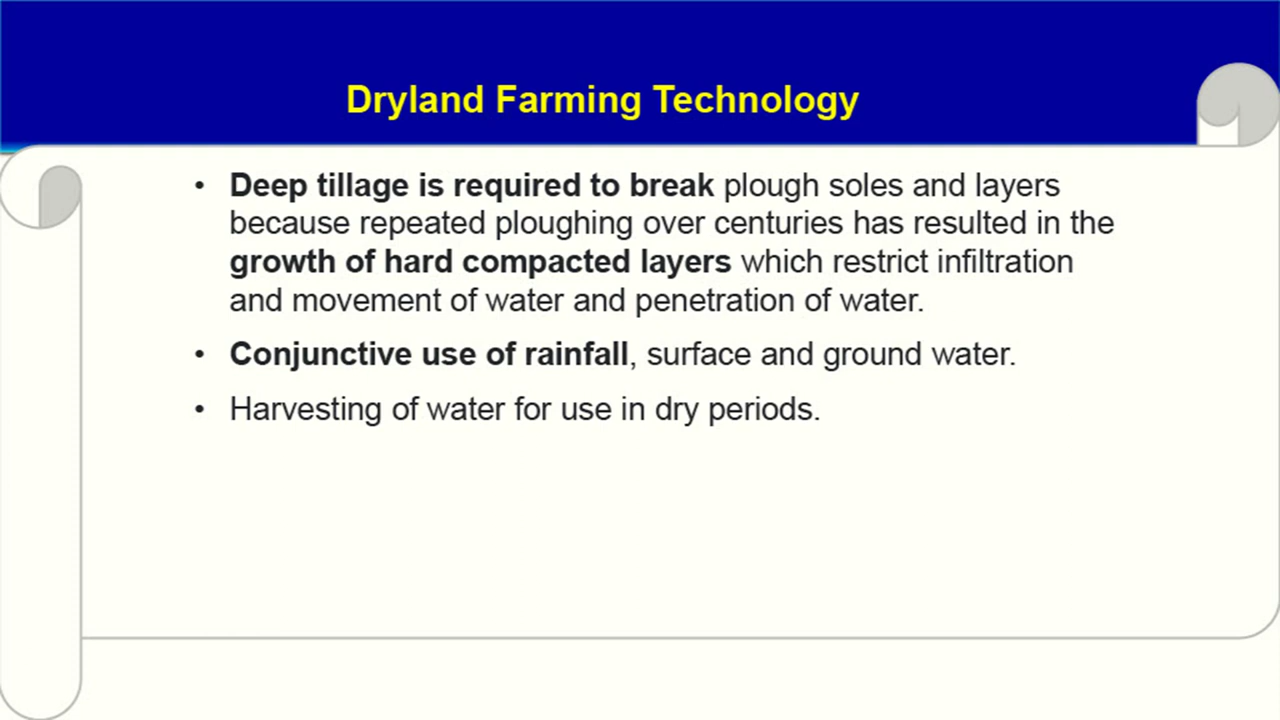 Dryland Farming Technology
• Deep tillage is required to break plough soles and layers
because repeated ploughing over centuries has resulted in the
growth of hard compacted layers which restrict infiltration
and movement of water and penetration of water.
• Conjunctive use of rainfall, surface and ground water.
• Harvesting of water for use in dry periods.